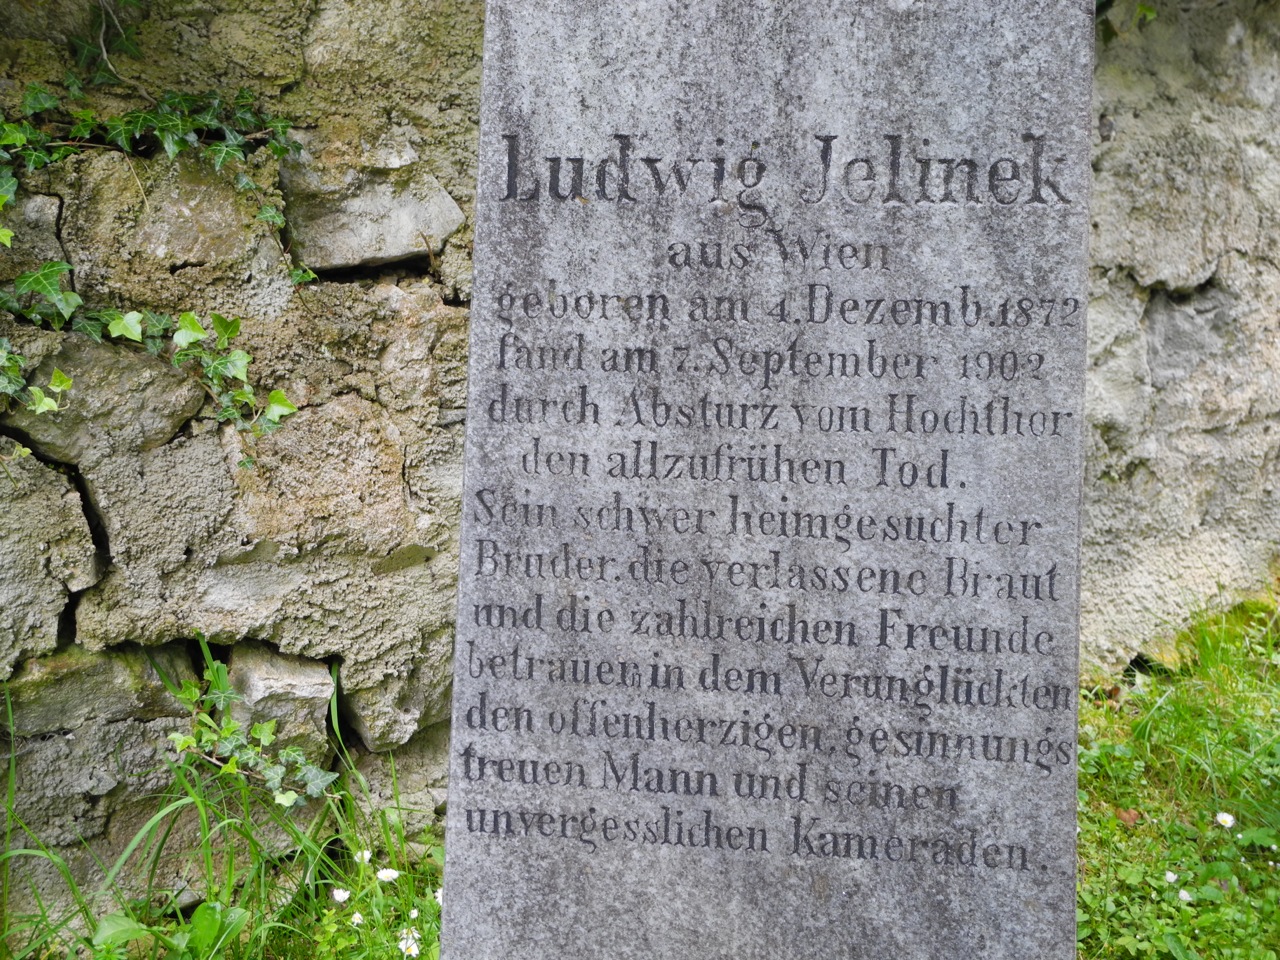 Ludwig Jelinek
aus Wien
geboren am 4. Dezemb. 1872
fand am 7. September 1902
durch Absturz vom Hochthor
den allzufrühen Tod.
Sein schwer heimgesuchter
Bruder, die verlassene Braut
und die zahlreichen Freunde
betrauern in dem Verunglückten
den offenherzigen, gesinnungs
treuen Mann und seinen
unvergesslichen Kameraden.